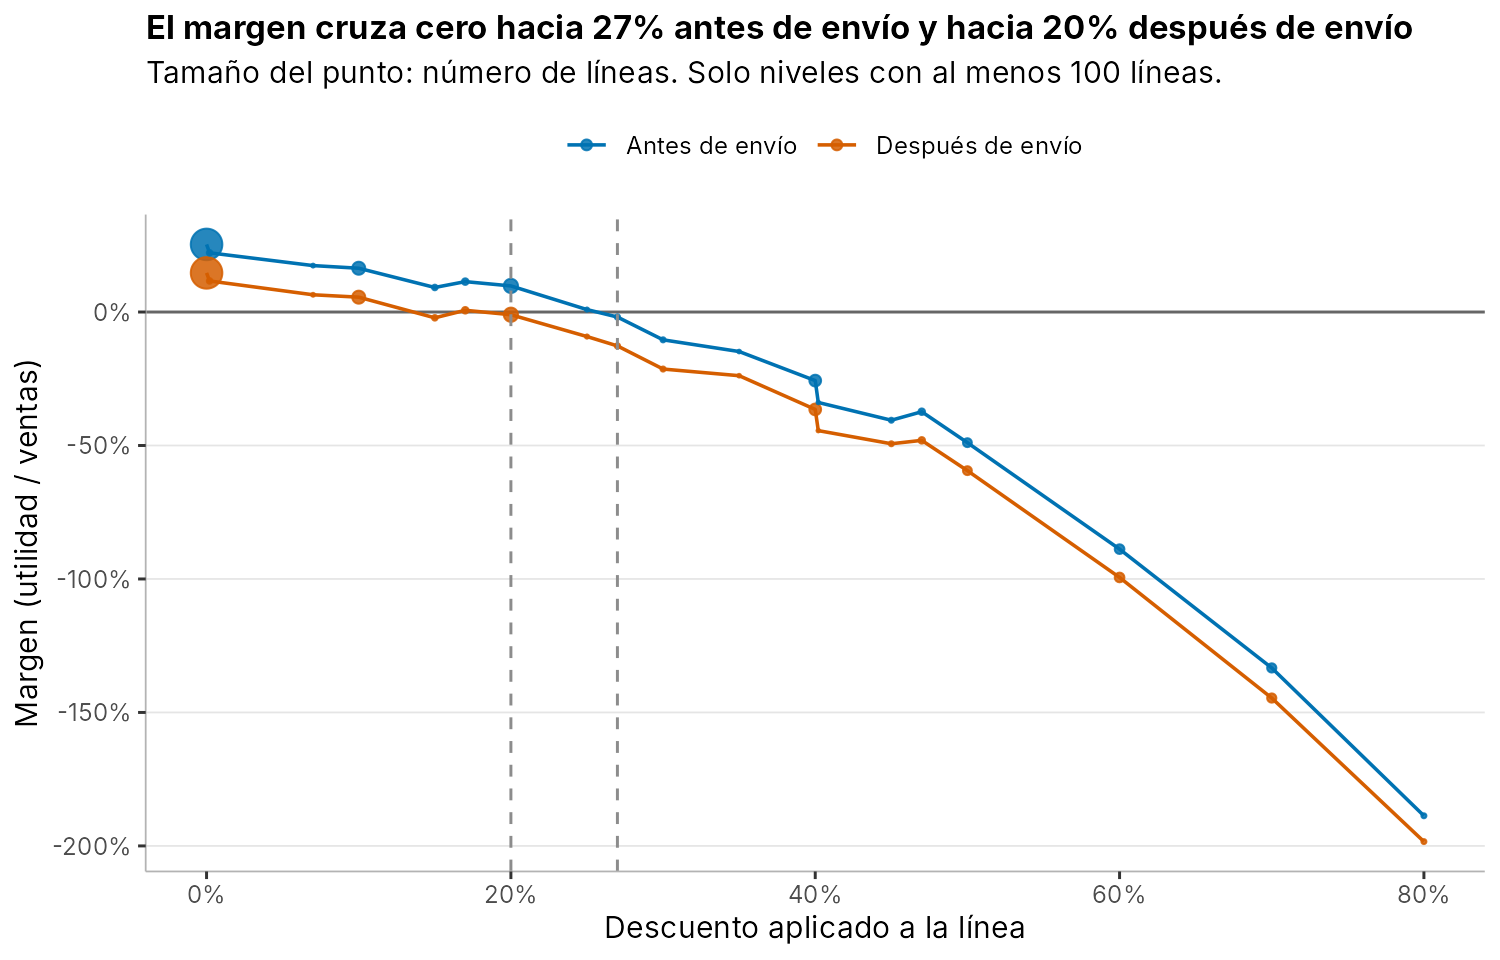 El margen cruza cero hacia 27% antes de envío y hacia 20% después de envío
Tamaño del punto: número de líneas. Solo niveles con al menos 100 líneas.
Antes de envío
Después de envío
Margen (utilidad / ventas)
0%
-50%
-100%
-150%
-200%
0%
20%
40%
60%
80%
Descuento aplicado a la línea